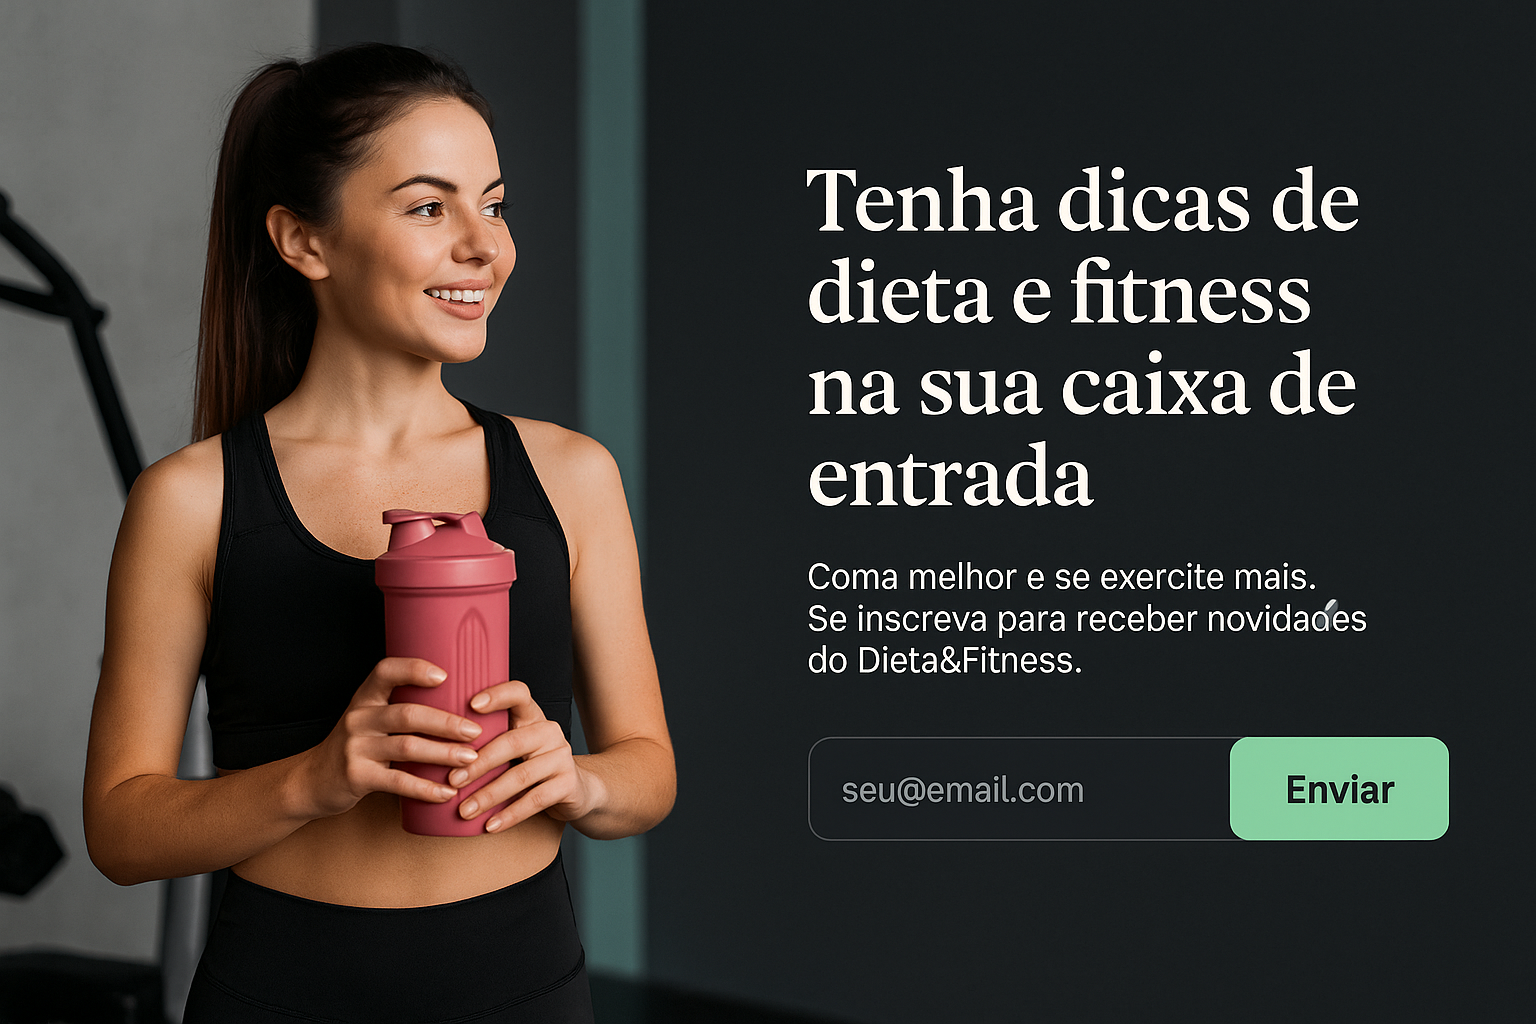 Tenha dicas de
dieta e fitness
na sua caixa de
entrada
Coma melhor e se exercite mais.
Se inscreva para receber novidades
do Dieta&Fitness.
seu@email.com
Enviar